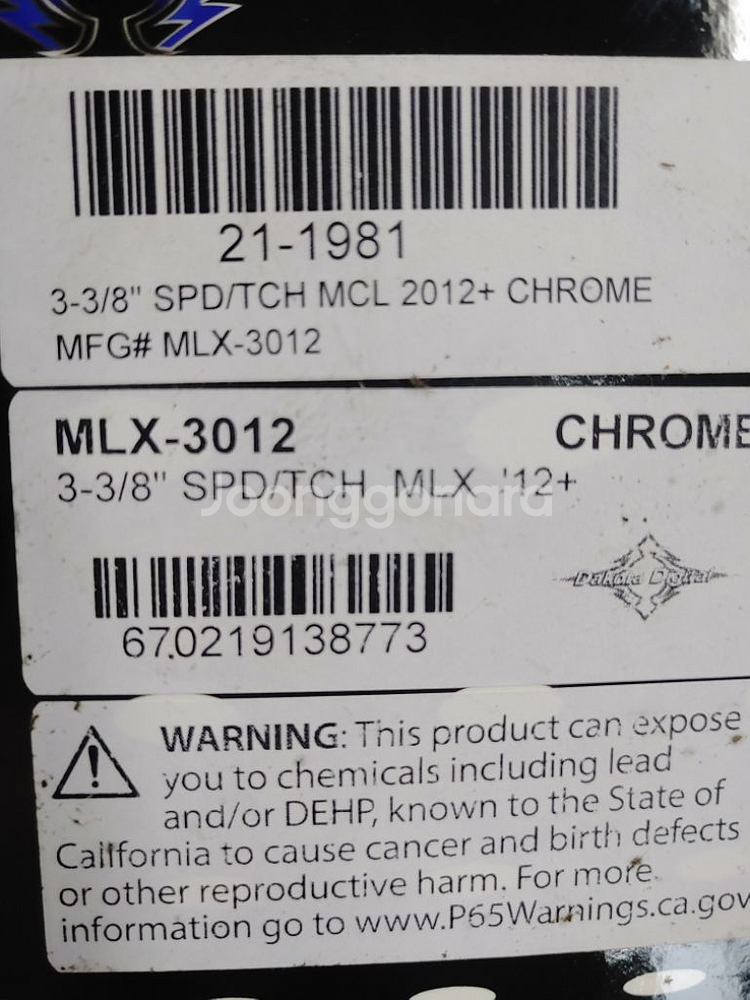 21-1981
3-3/8" SPD/TCH MCL 2012+ CHROME
MFG# MLX-3012
MLX-3012 CHROME
3-3/8" SPD/TCH MLX '12+
Joonggonara
Dakota Digital
670219138773
WARNING: This product can expose
you to chemicals including lead
and/or DEHP, known to the State of
California to cause cancer and birth defects
or other reproductive harm. For more
information go to www.P65Warnings.ca.gov